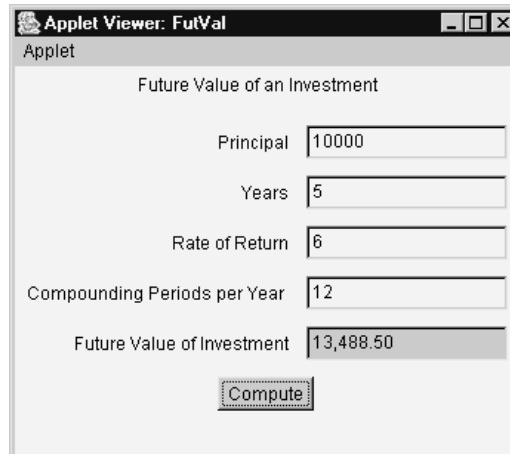 Applet Viewer: FutVal
Applet
Future Value of an Investment
Principal 10000
Years 5
Rate of Return 6
Compounding Periods per Year 12
Future Value of Investment 13,488.50
Compute